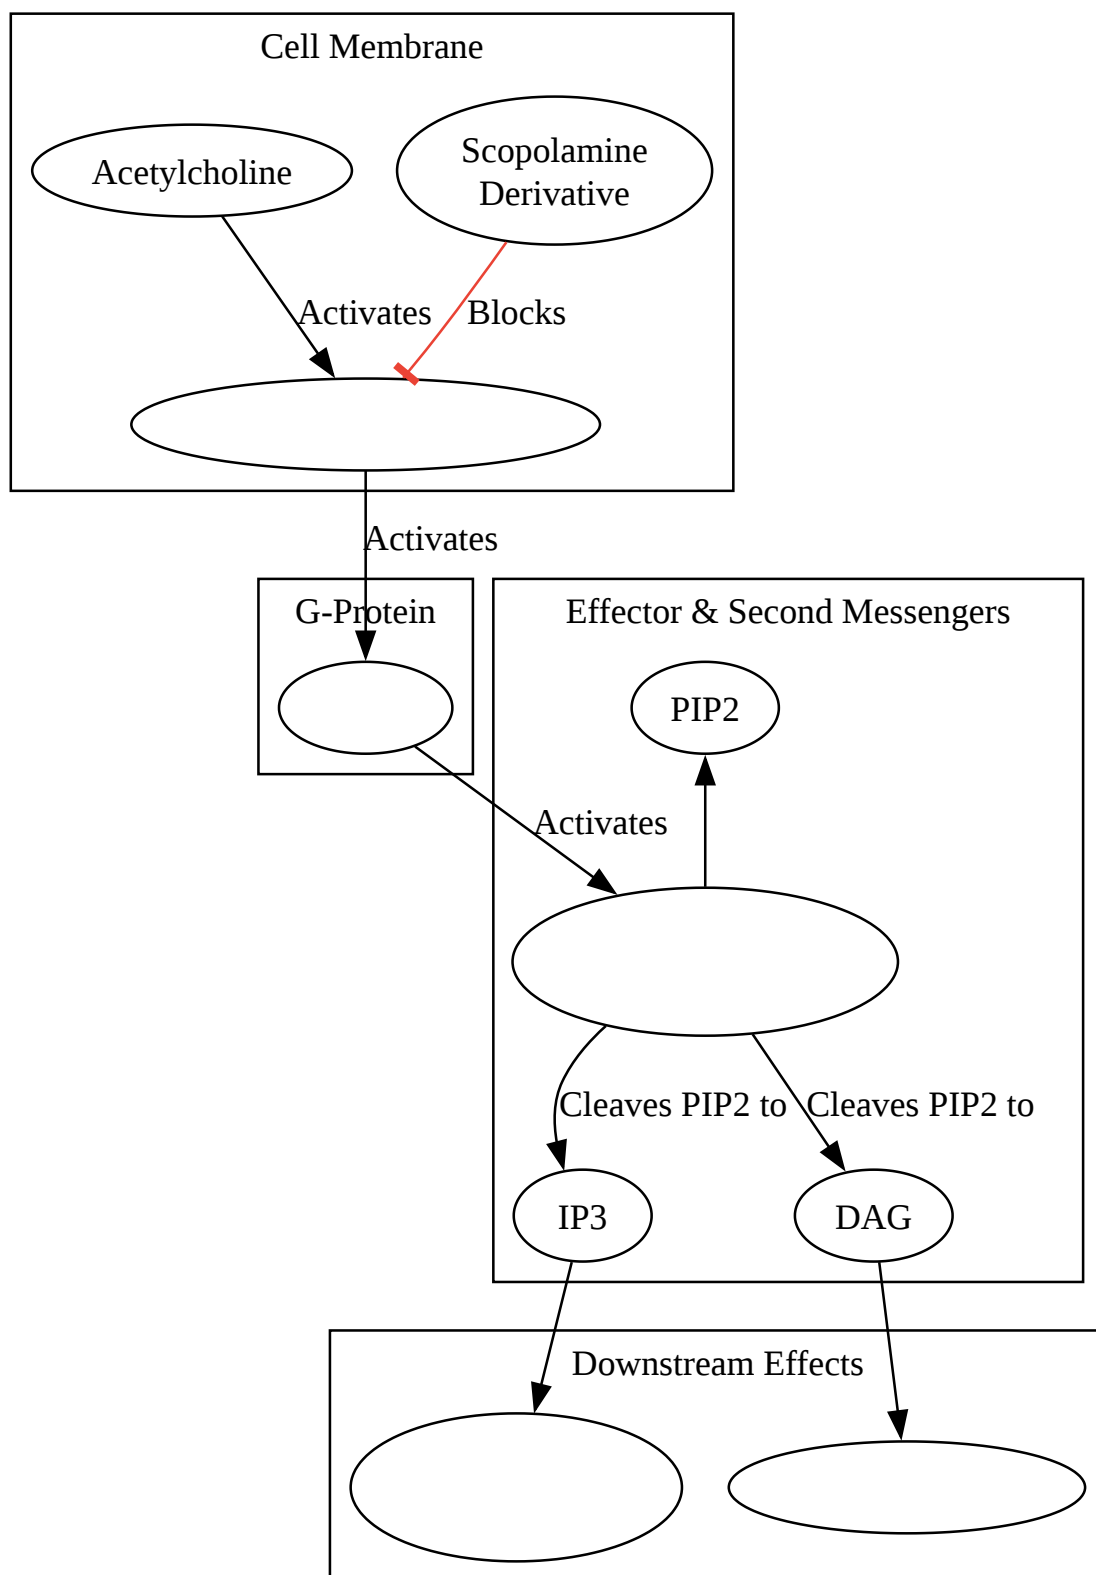 Cell Membrane
Acetylcholine
Scopolamine
Derivative
Activates
Blocks
Activates
G-Protein
Effector & Second Messengers
PIP2
Activates
Cleaves PIP2 to
Cleaves PIP2 to
IP3
DAG
Downstream Effects